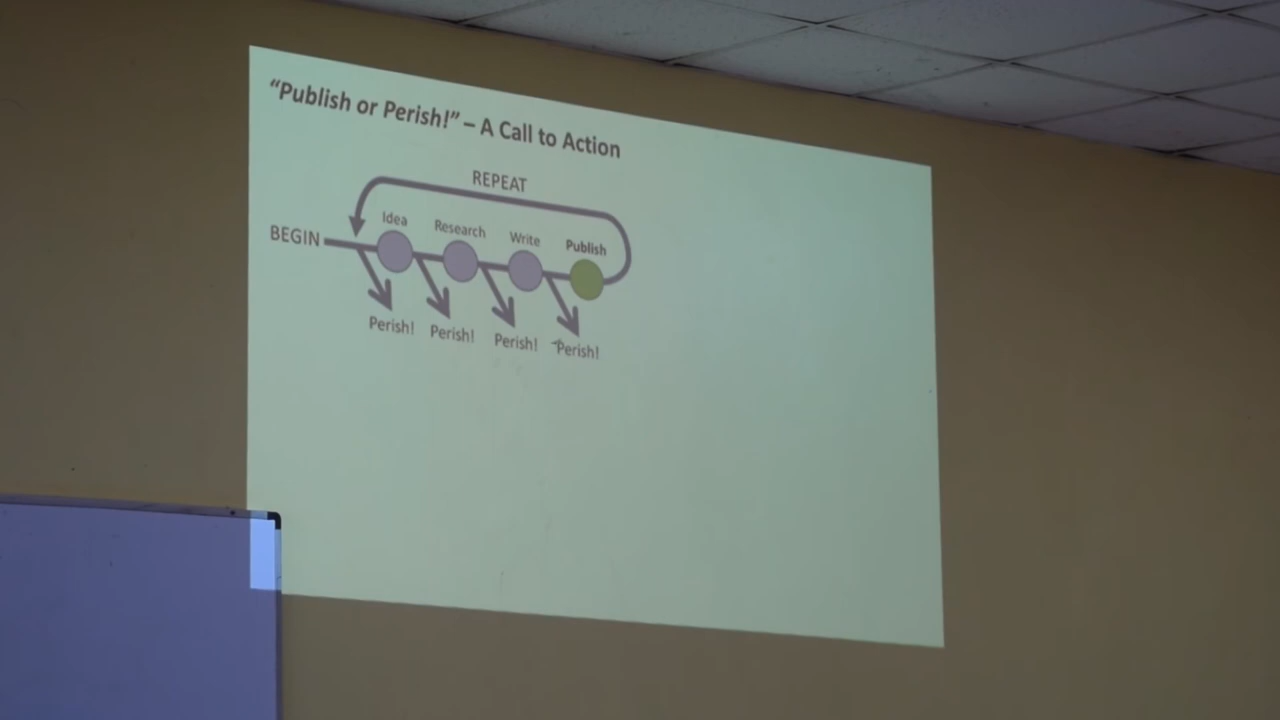 "Publish or Perish!" – A Call to Action
REPEAT
BEGIN
Idea
Research
Write
Publish
Perish!
Perish!
Perish!
Perish!